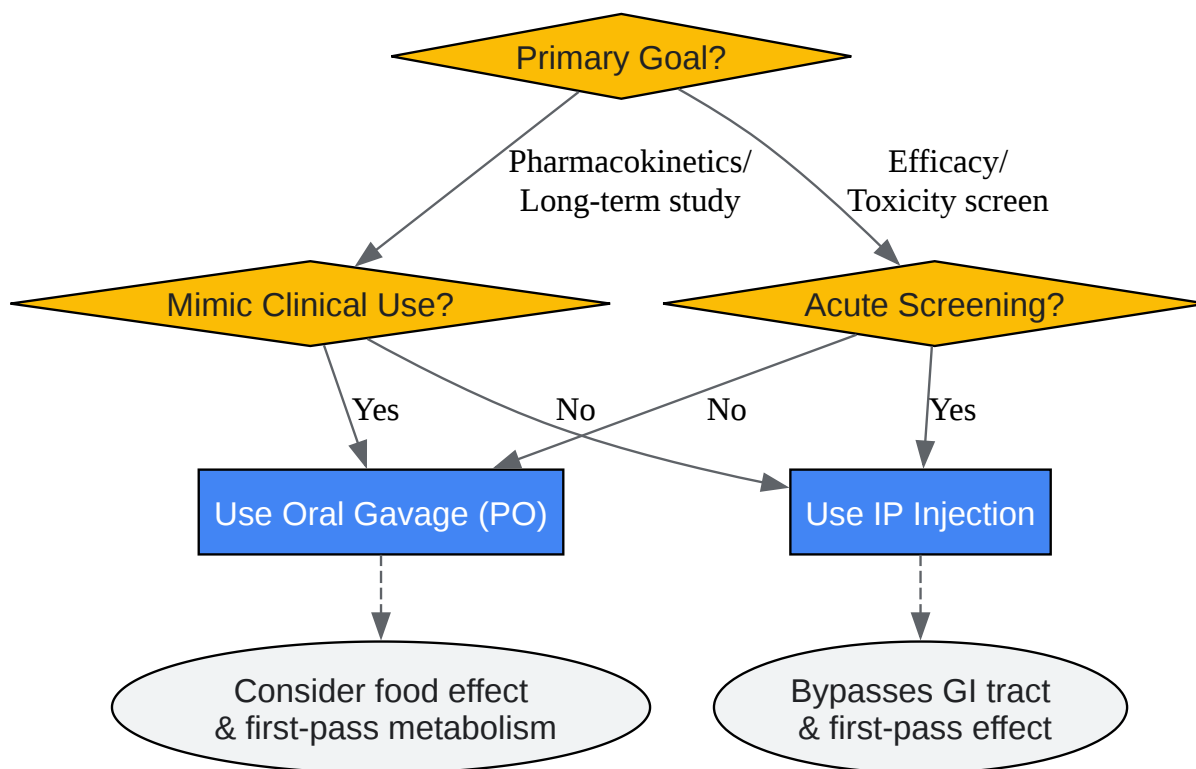 Primary Goal?
Pharmacokinetics/
Long-term study
Efficacy/
Toxicity screen
Mimic Clinical Use?
Acute Screening?
Yes
No
No
Yes
Use Oral Gavage (PO)
Use IP Injection
Consider food effect
& first-pass metabolism
Bypasses GI tract
& first-pass effect